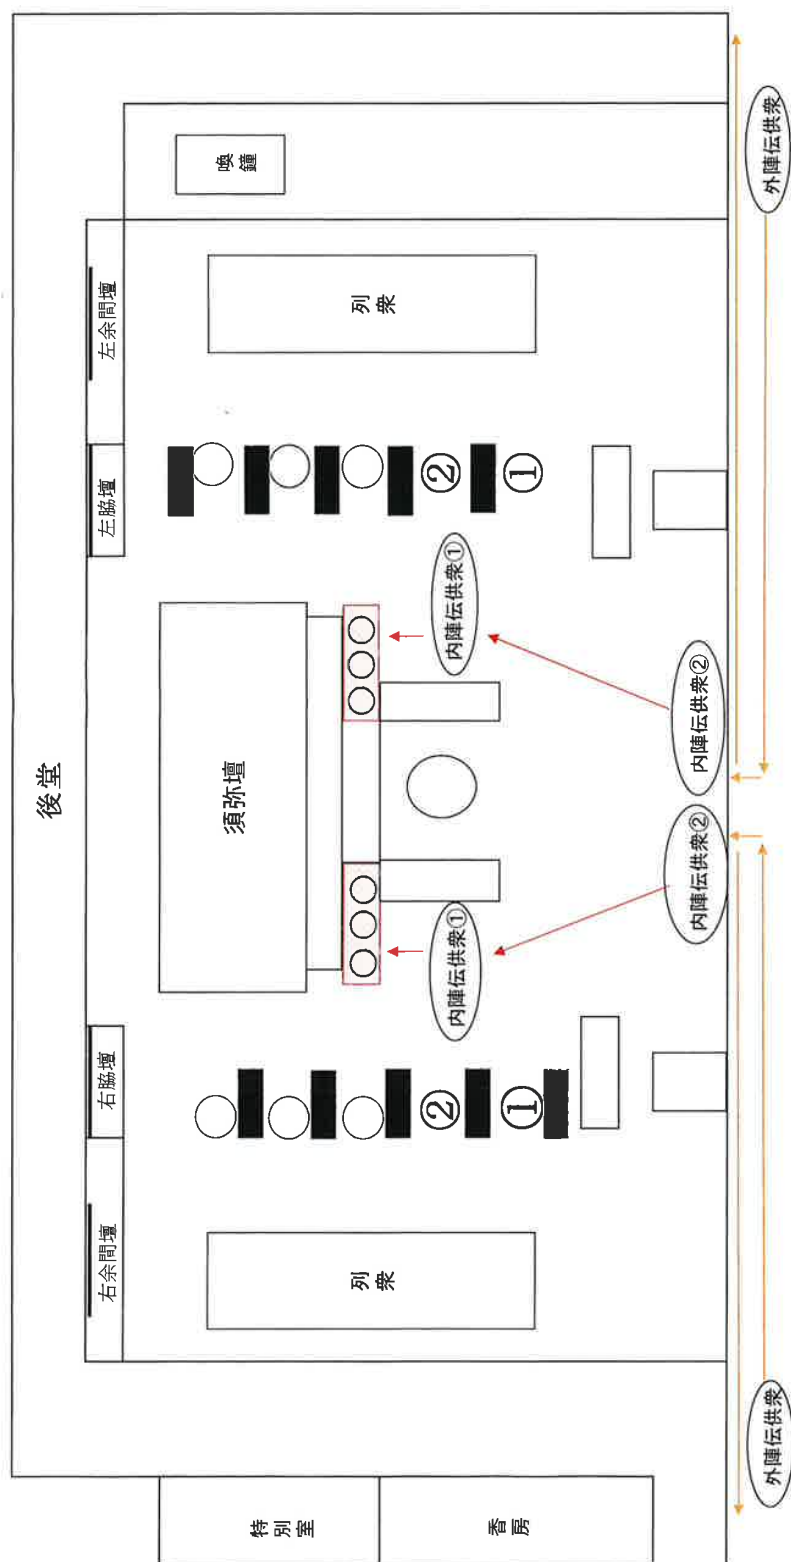 後堂
右余間壇
右脇壇
左脇壇
左余間壇
喚鐘
須弥壇
列衆
列衆
②
①
②
①
内陣伝供衆①
内陣伝供衆①
内陣伝供衆②
内陣伝供衆②
特別室
香房
外陣伝供衆
外陣伝供衆